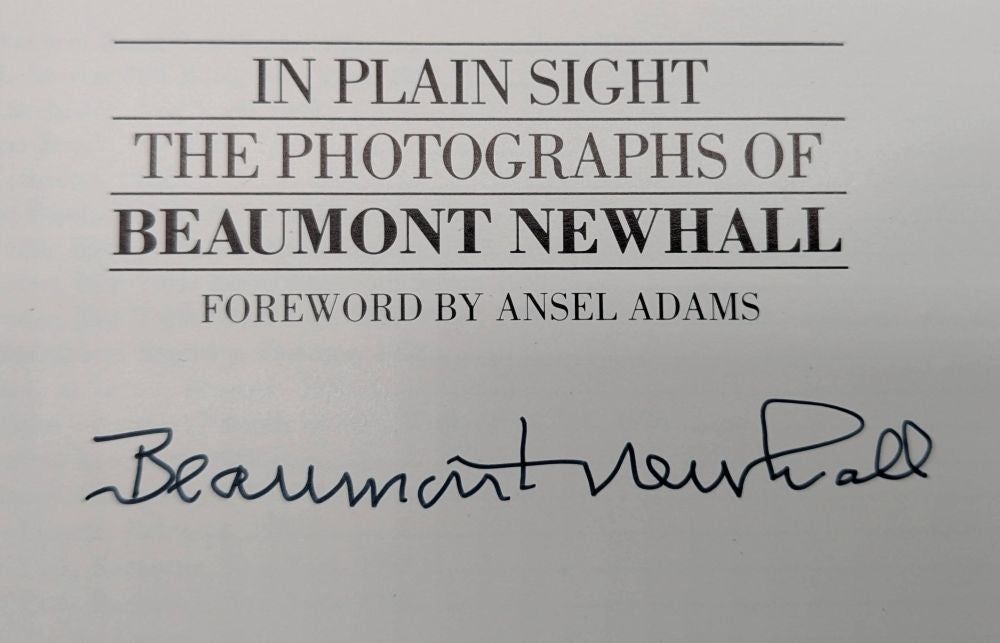 IN PLAIN SIGHT
THE PHOTOGRAPHS OF
BEAUMONT NEWHALL
FOREWORD BY ANSEL ADAMS
Beaumont Newhall